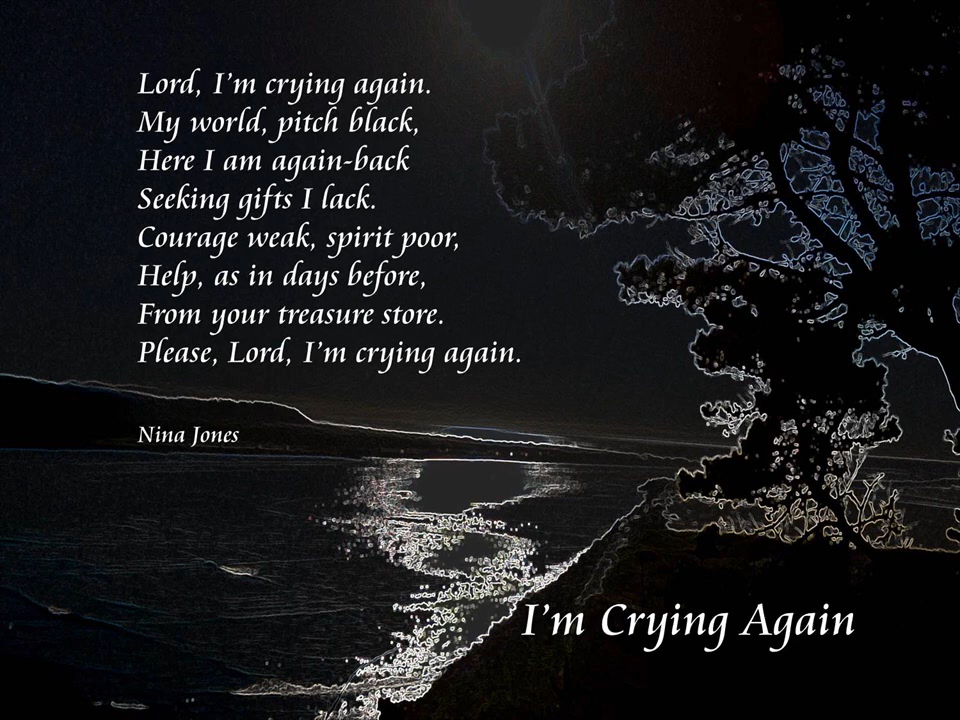 Lord, I'm crying again.
My world, pitch black,
Here I am again-back
Seeking gifts I lack.
Courage weak, spirit poor,
Help, as in days before,
From your treasure store.
Please, Lord, I'm crying again.
Nina Jones
I'm Crying Again